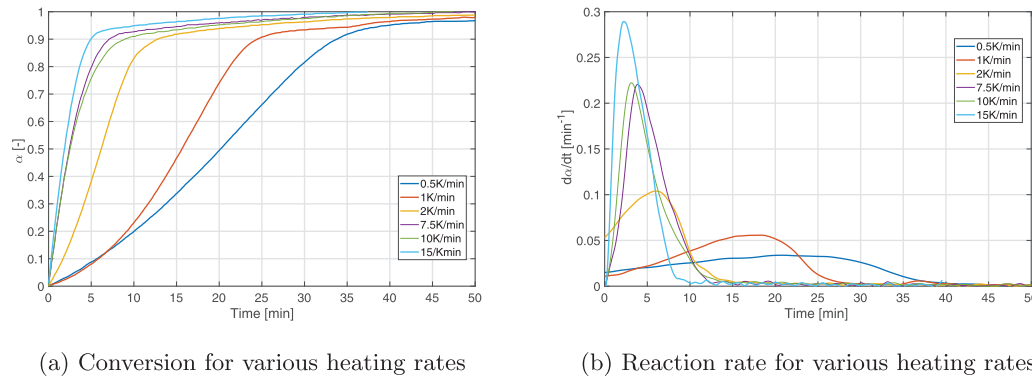 1
0.9
0.8
0.7
0.6
0.5
0.4
0.3
0.2
0.1
0
α [-]
0 5 10 15 20 25 30 35 40 45 50
Time [min]
0.5K/min
1K/min
2K/min
7.5K/min
10K/min
15/Kmin
(a) Conversion for various heating rates
0.3
0.25
0.2
0.15
0.1
0.05
0
dα/dt [min-1]
0 5 10 15 20 25 30 35 40 45 50
Time [min]
0.5K/min
1K/min
2K/min
7.5K/min
10K/min
15K/min
(b) Reaction rate for various heating rates